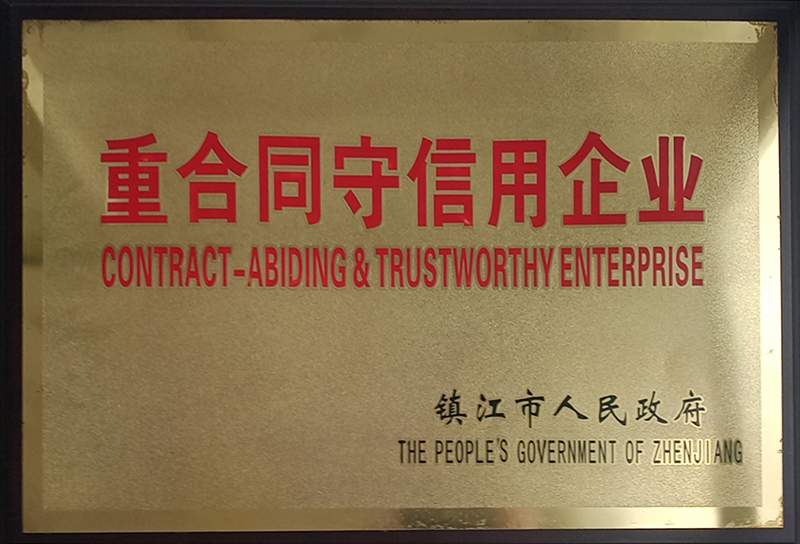 重合同守信用企业
CONTRACT-ABIDING & TRUSTWORTHY ENTERPRISE
镇江市人民政府
THE PEOPLE'S GOVERNMENT OF ZHENJIANG